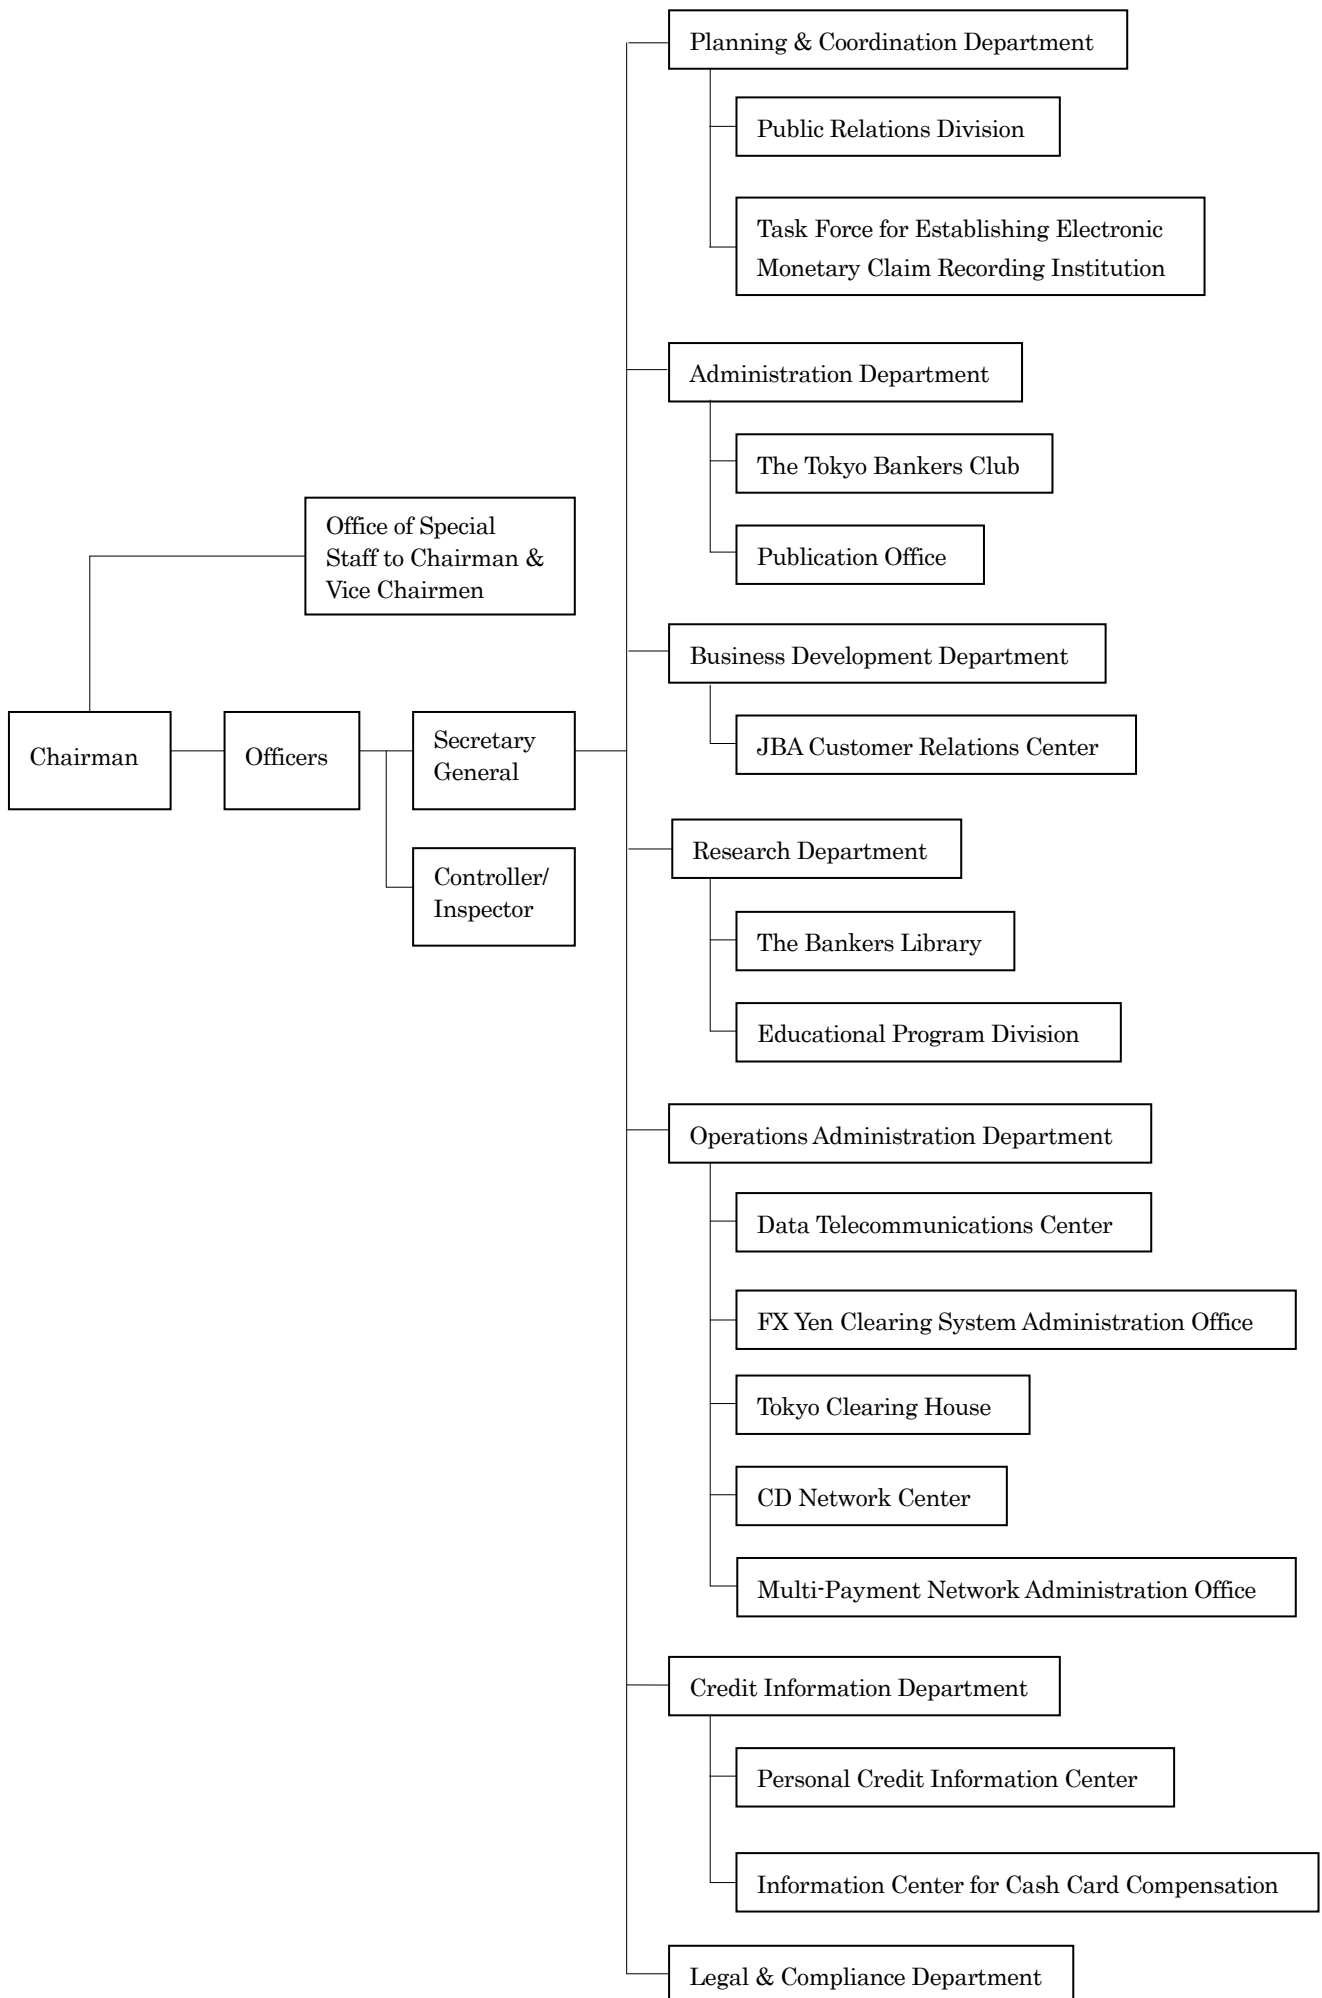 Planning & Coordination Department
Public Relations Division
Task Force for Establishing Electronic
Monetary Claim Recording Institution
Administration Department
The Tokyo Bankers Club
Publication Office
Office of Special
Staff to Chairman &
Vice Chairmen
Business Development Department
JBA Customer Relations Center
Chairman
Officers
Secretary
General
Controller/
Inspector
Research Department
The Bankers Library
Educational Program Division
Operations Administration Department
Data Telecommunications Center
FX Yen Clearing System Administration Office
Tokyo Clearing House
CD Network Center
Multi-Payment Network Administration Office
Credit Information Department
Personal Credit Information Center
Information Center for Cash Card Compensation
Legal & Compliance Department